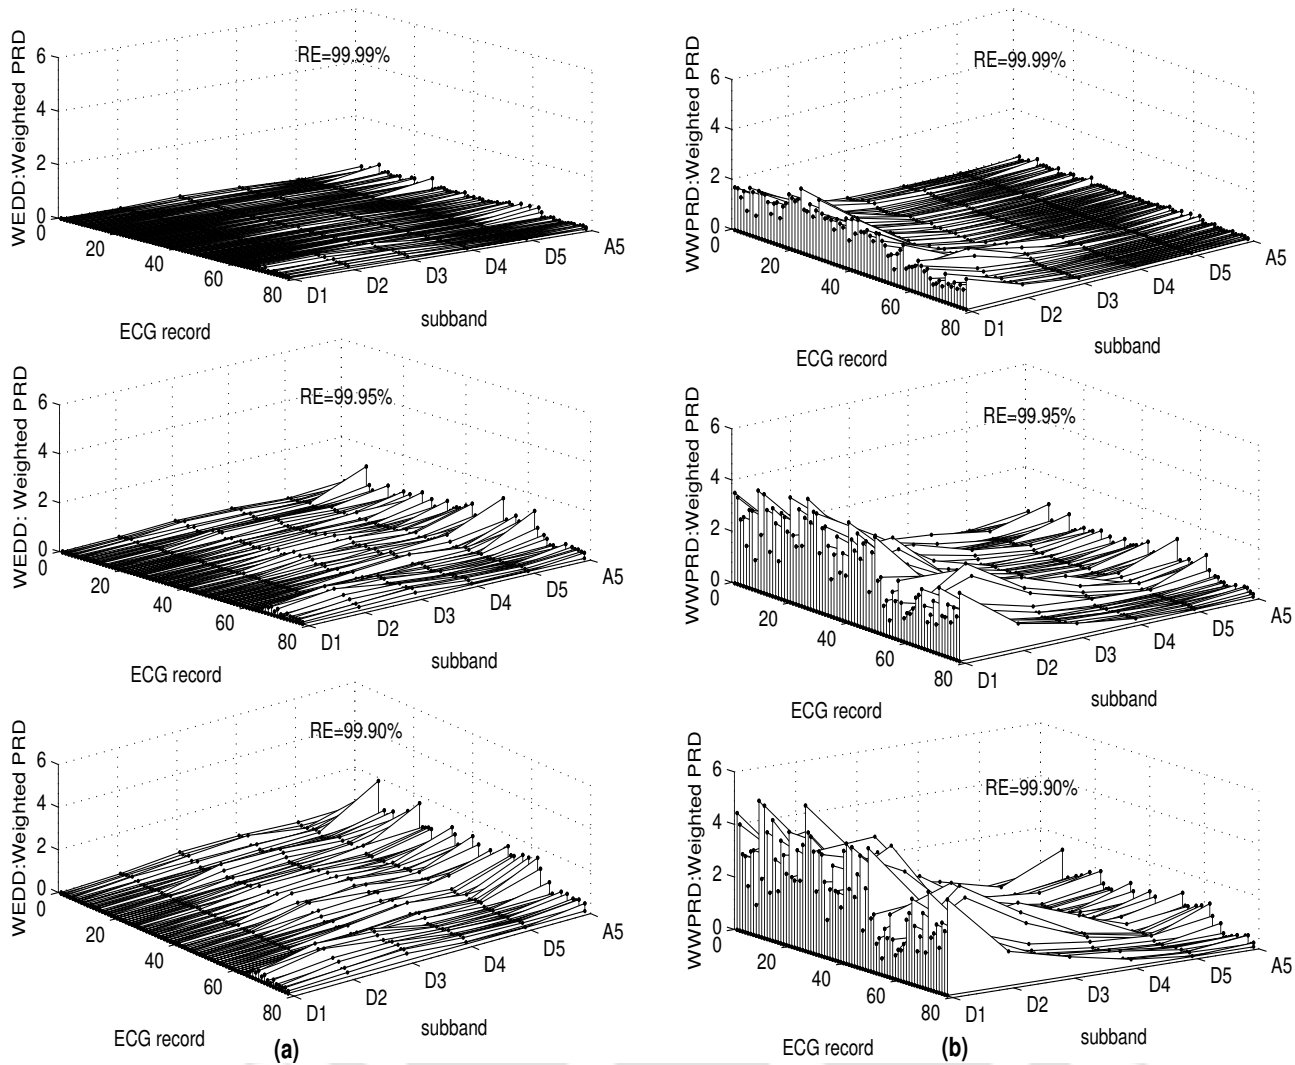 RE=99.99%
WEDD:Weighted PRD
6
4
2
0
0
20
40
60
80
D1
D2
D3
D4
D5
A5
subband
ECG record
RE=99.99%
WWPRD:Weighted PRD
6
4
2
0
0
20
40
60
80
D1
D2
D3
D4
D5
A5
subband
ECG record
RE=99.95%
WEDD: Weighted PRD
6
4
2
0
0
20
40
60
80
D1
D2
D3
D4
D5
A5
subband
ECG record
RE=99.95%
WWPRD:Weighted PRD
6
4
2
0
0
20
40
60
80
D1
D2
D3
D4
D5
A5
subband
ECG record
RE=99.90%
WEDD:Weighted PRD
6
4
2
0
0
20
40
60
80
D1
D2
D3
D4
D5
A5
subband
ECG record
(a)
RE=99.90%
WWPRD:Weighted PRD
6
4
2
0
0
20
40
60
80
D1
D2
D3
D4
D5
A5
subband
ECG record
(b)